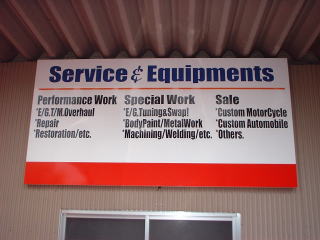 Service & Equipments
Performance Work
*E/G.T/M.Overhaul
*Repair
*Restoration/etc.
Special Work
*E/G.Tuning&Swap!
*BodyPaint/MetalWork
*Machining/Welding/etc.
Sale
*Custom MotorCycle
*Custom Automobile
*Others.